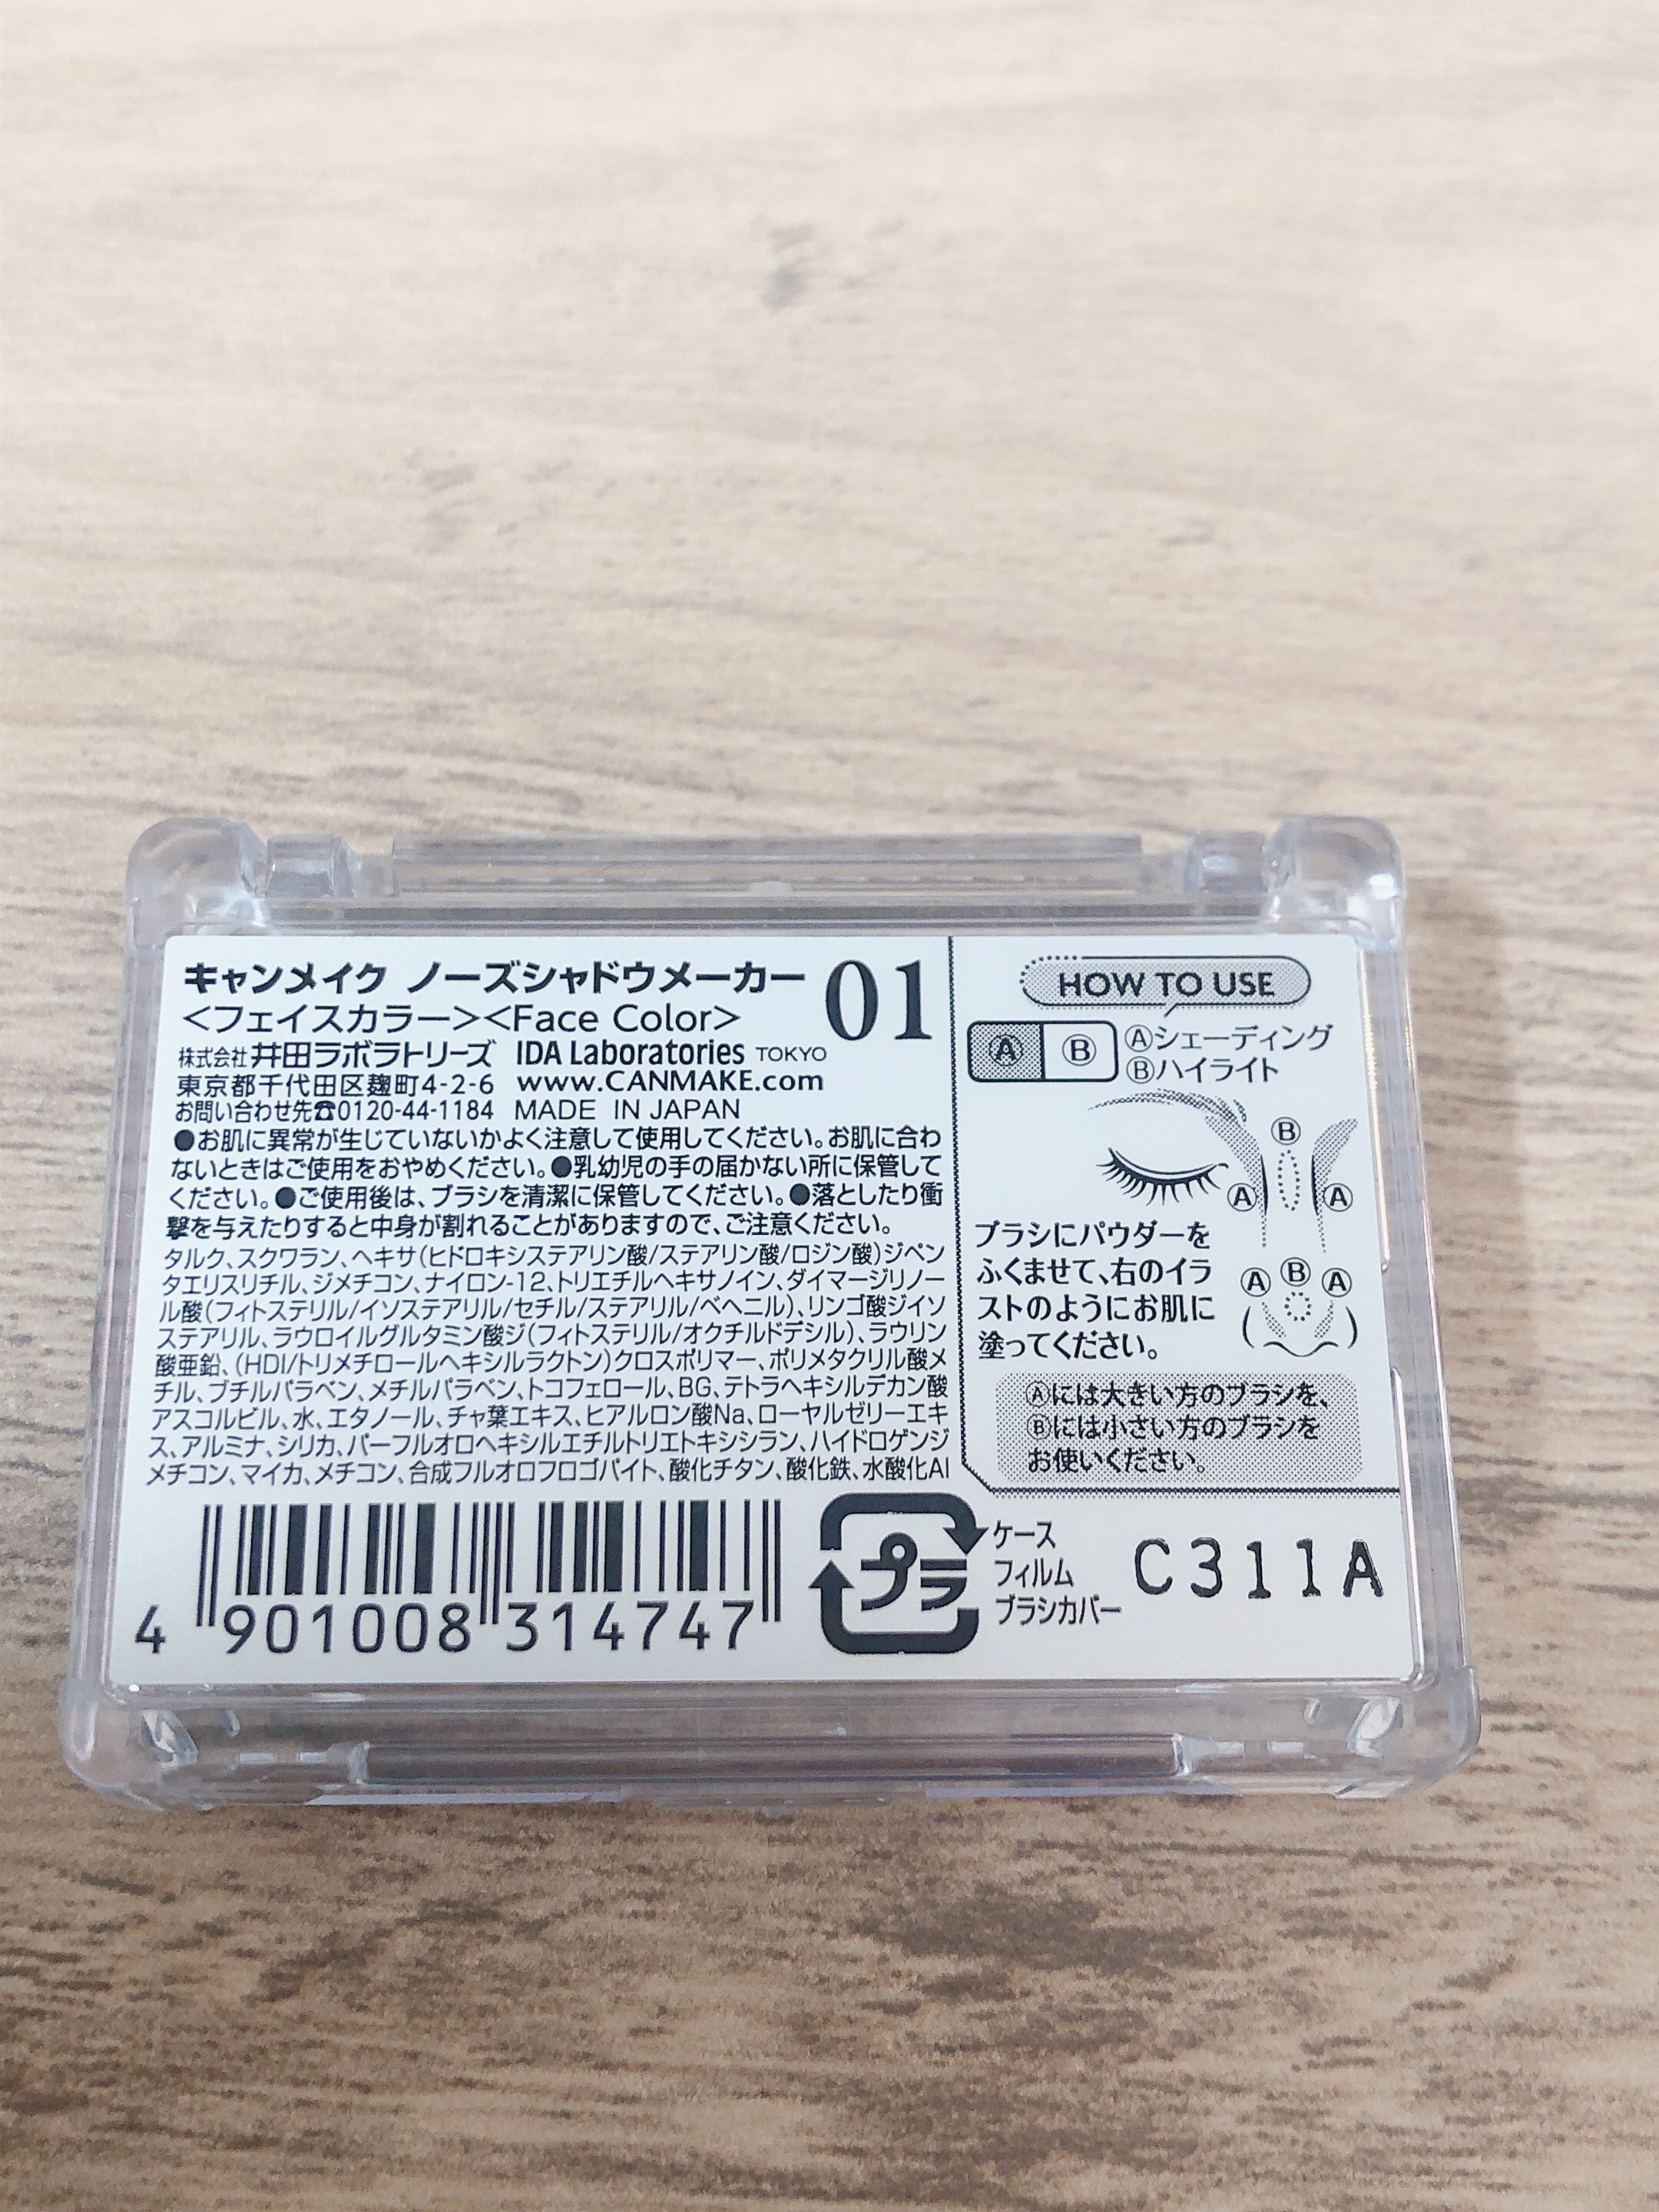 キャンメイク ノーズシャドウメーカー 01
<フェイスカラー><Face Color>
株式会社井田ラボラトリーズ IDA Laboratories TOKYO
東京都千代田区麹町4-2-6 www.CANMAKE.com
お問い合わせ先☎0120-44-1184 MADE IN JAPAN
●お肌に異常が生じていないかよく注意して使用してください。お肌に合わ
ないときはご使用をおやめください。●乳幼児の手の届かない所に保管して
ください。●ご使用後は、ブラシを清潔に保管してください。●落としたり衝
撃を与えたりすると中身が割れることがありますので、ご注意ください。
タルク、スクワラン、ヘキサ(ヒドロキシステアリン酸/ステアリン酸/ロジン酸)ジペン
タエリスリチル、ジメチコン、ナイロン-12、トリエチルヘキサノイン、ダイマージリノー
ル酸(フィトステリル/イソステアリル/セチル/ステアリル/ベヘニル)、リンゴ酸ジイソ
ステアリル、ラウロイルグルタミン酸ジ(フィトステリル/オクチルドデシル)、ラウリン
酸亜鉛、(HDI/トリメチロールヘキシルラクトン)クロスポリマー、ポリメタクリル酸メ
チル、ブチルパラベン、メチルパラベン、トコフェロール、BG、テトラヘキシルデカン酸
アスコルビル、水、エタノール、チャ葉エキス、ヒアルロン酸Na、ローヤルゼリーエキ
ス、アルミナ、シリカ、パーフルオロヘキシルエチルトリエトキシシラン、ハイドロゲンジ
メチコン、マイカ、メチコン、合成フルオロフロゴパイト、酸化チタン、酸化鉄、水酸化Al
4 901008 314747
プラ
ケース
フィルム
ブラシカバー
C311A
HOW TO USE
Ⓐ Ⓑ Ⓐシェーディング
Ⓑハイライト
Ⓑ
Ⓐ Ⓐ
Ⓐ Ⓑ Ⓐ
ブラシにパウダーを
ふくませて、右のイラ
ストのようにお肌に
塗ってください。
Ⓐには大きい方のブラシを、
Ⓑには小さい方のブラシを
お使いください。